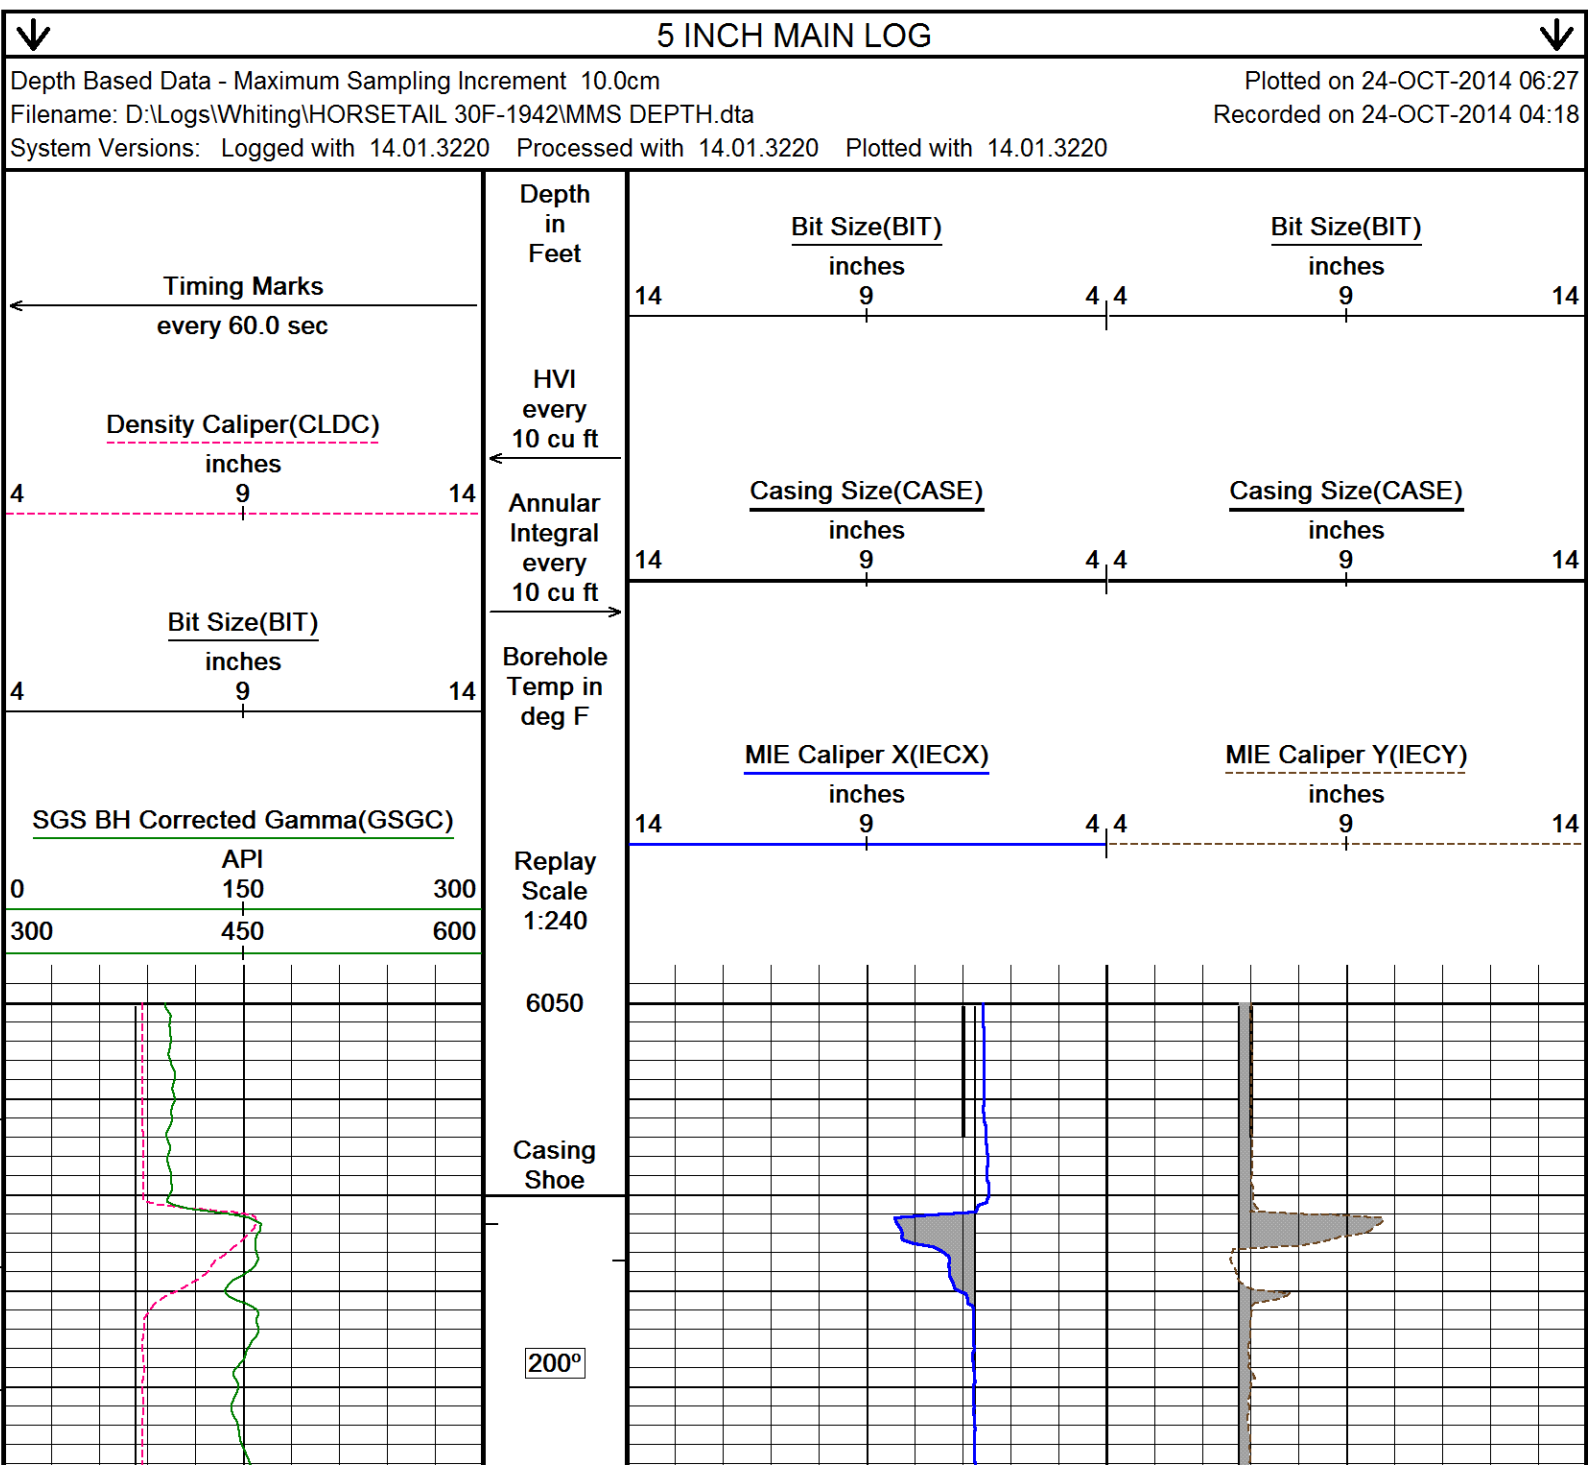 5 INCH MAIN LOG
Depth Based Data - Maximum Sampling Increment 10.0cm
Plotted on 24-OCT-2014 06:27
Filename: D:\Logs\Whiting\HORSETAIL 30F-1942\MMS DEPTH.dta
Recorded on 24-OCT-2014 04:18
System Versions: Logged with 14.01.3220 Processed with 14.01.3220 Plotted with 14.01.3220
Timing Marks
every 60.0 sec
Density Caliper(CLDC)
inches
4 9 14
Bit Size(BIT)
inches
4 9 14
SGS BH Corrected Gamma(GSGC)
API
0 150 300
300 450 600
Depth
in
Feet
HVI
every
10 cu ft
Annular
Integral
every
10 cu ft
Borehole
Temp in
deg F
Replay
Scale
1:240
6050
Casing
Shoe
200º
Bit Size(BIT)
inches
14 9 4
Casing Size(CASE)
inches
14 9 4
MIE Caliper X(IECX)
inches
14 9 4
Bit Size(BIT)
inches
4 9 14
Casing Size(CASE)
inches
4 9 14
MIE Caliper Y(IECY)
inches
4 9 14